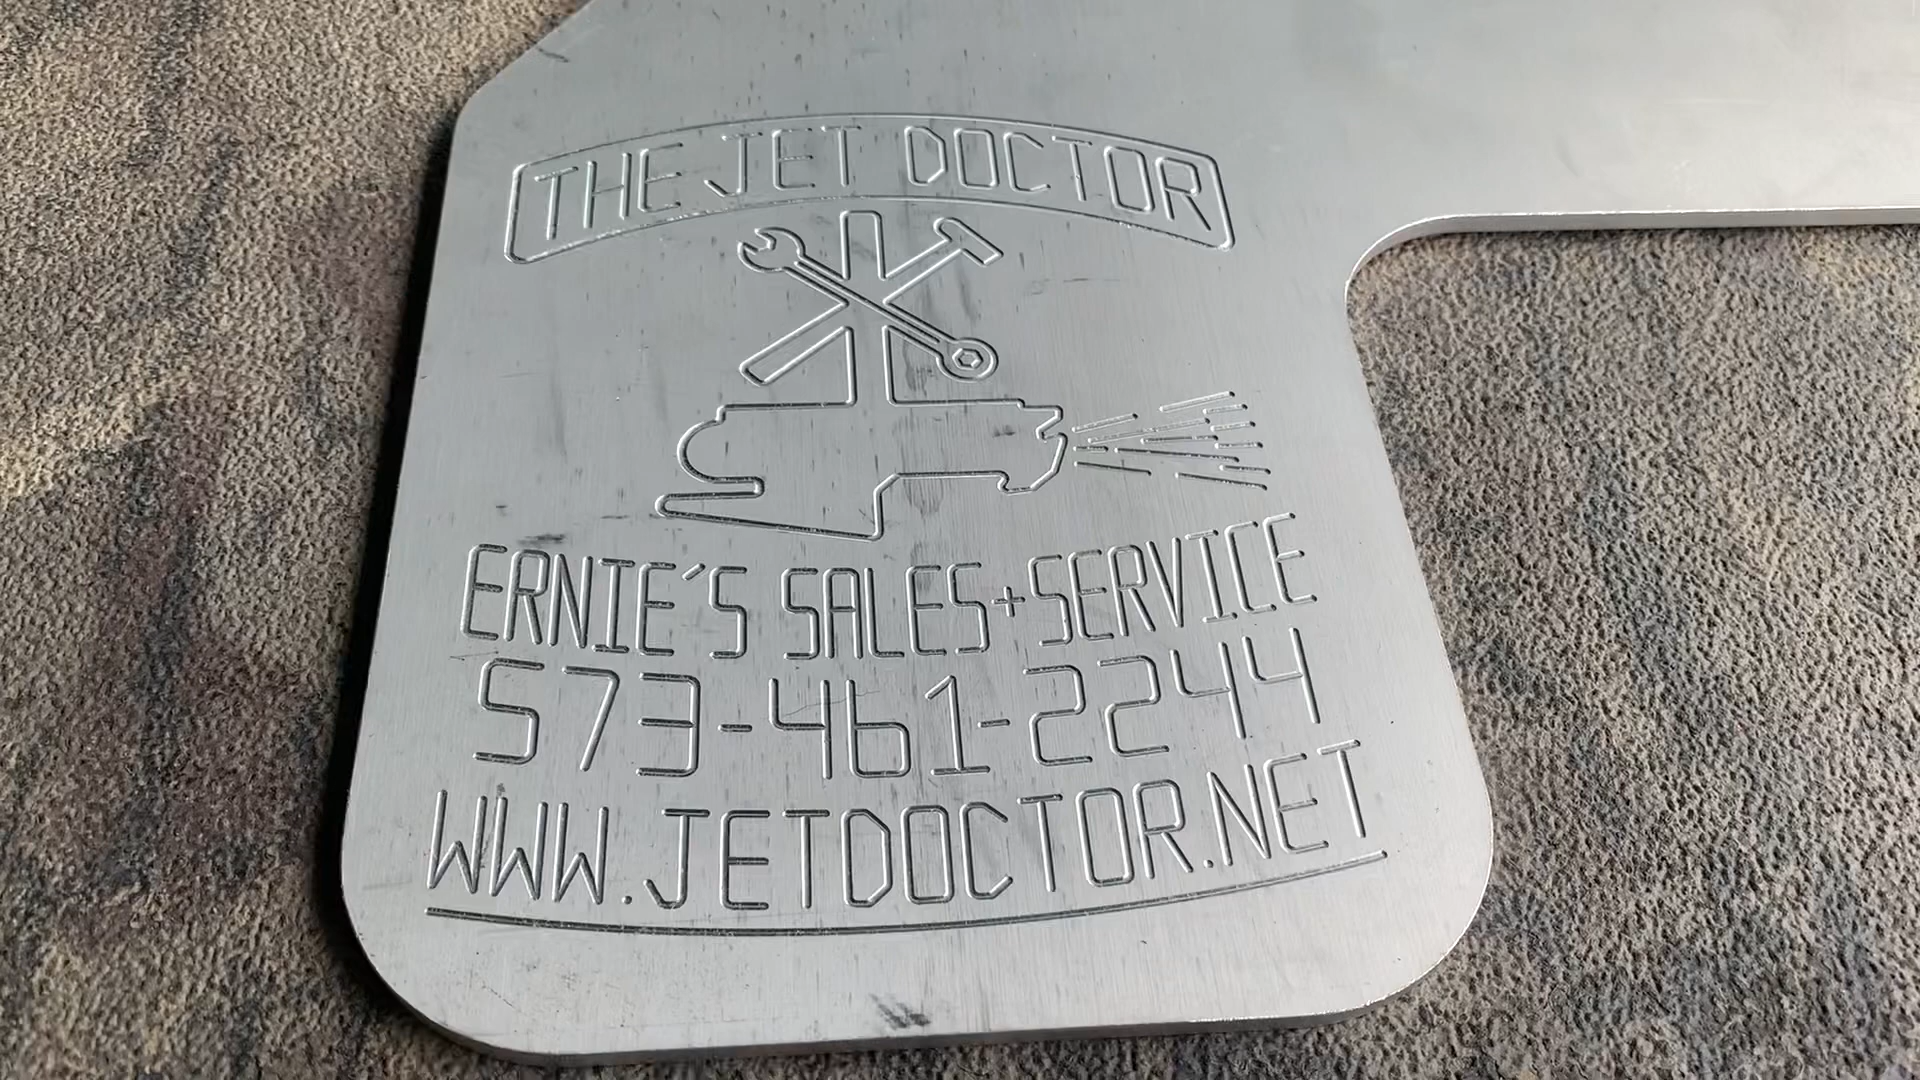 THE JET DOCTOR
ERNIE'S SALES+SERVICE
573-461-2244
WWW.JETDOCTOR.NET